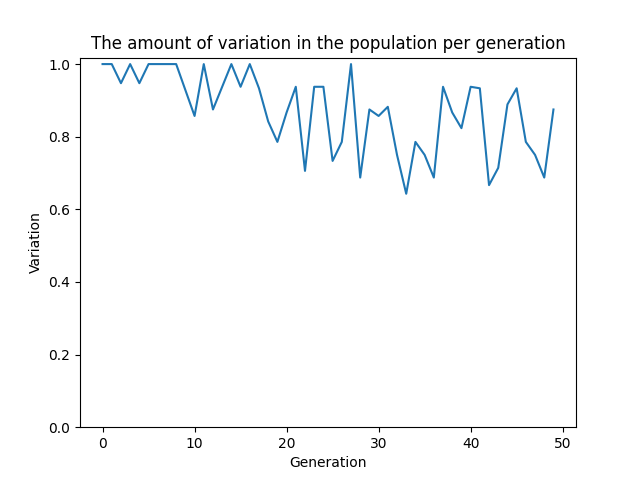 The amount of variation in the population per generation
1.0
0.8
0.6
0.4
0.2
0.0
Variation
0 10 20 30 40 50
Generation